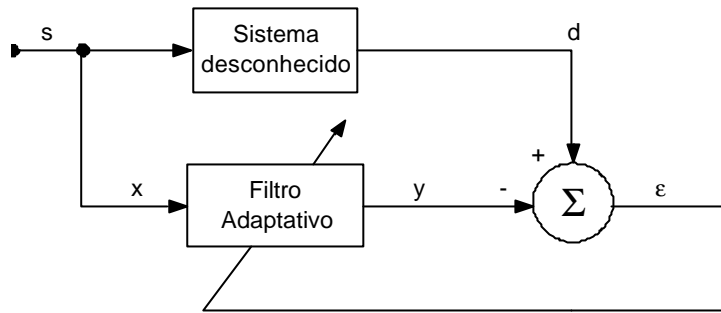 s
Sistema
desconhecido
d
+
x
Filtro
Adaptativo
y
-
Σ
ε